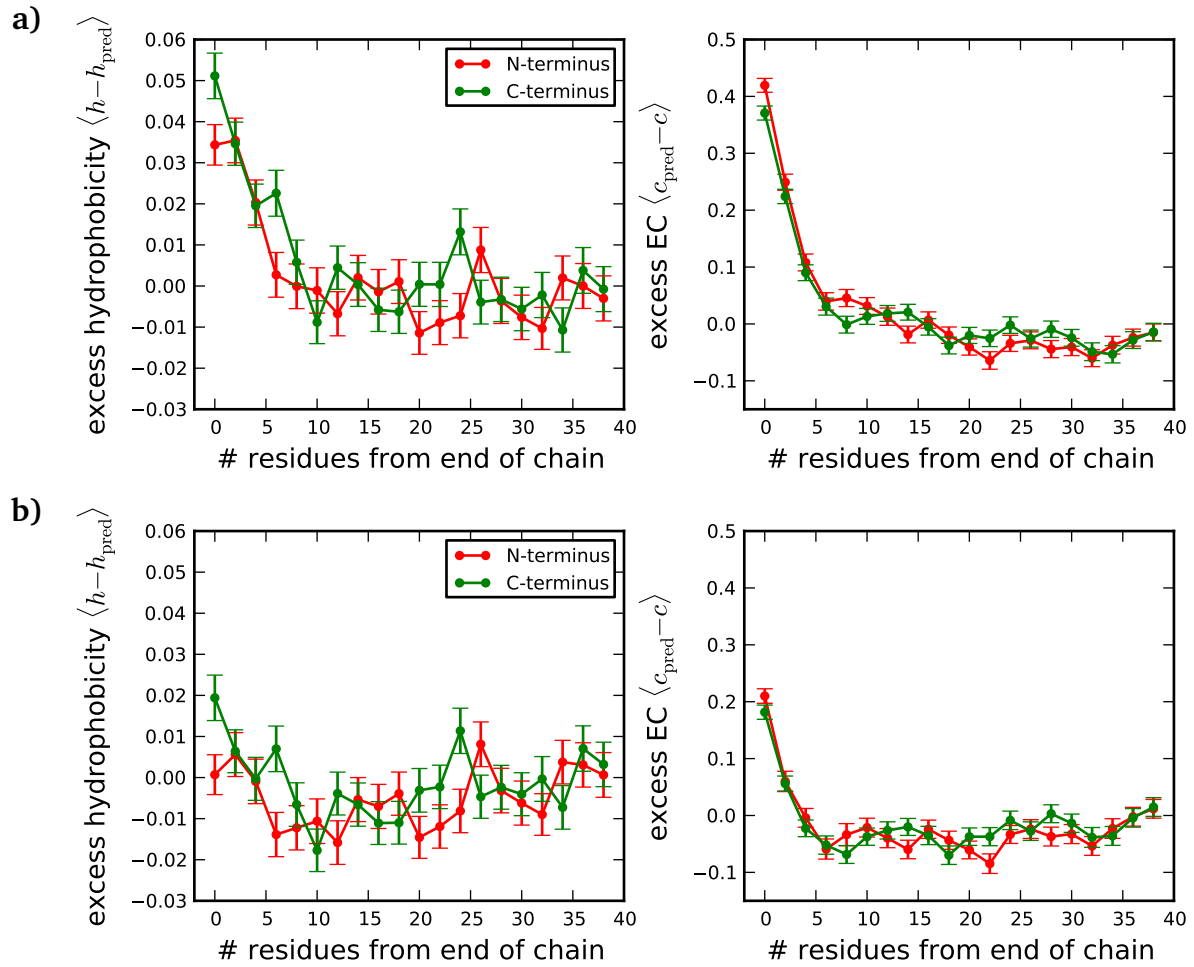 a)
excess hydrophobicity ⟨h−h_pred⟩
0.06
0.05
0.04
0.03
0.02
0.01
0.00
−0.01
−0.02
−0.03
N-terminus
C-terminus
0 5 10 15 20 25 30 35 40
# residues from end of chain
excess EC ⟨c_pred−c⟩
0.5
0.4
0.3
0.2
0.1
0.0
−0.1
0 5 10 15 20 25 30 35 40
# residues from end of chain
b)
excess hydrophobicity ⟨h−h_pred⟩
0.06
0.05
0.04
0.03
0.02
0.01
0.00
−0.01
−0.02
−0.03
N-terminus
C-terminus
0 5 10 15 20 25 30 35 40
# residues from end of chain
excess EC ⟨c_pred−c⟩
0.5
0.4
0.3
0.2
0.1
0.0
−0.1
0 5 10 15 20 25 30 35 40
# residues from end of chain